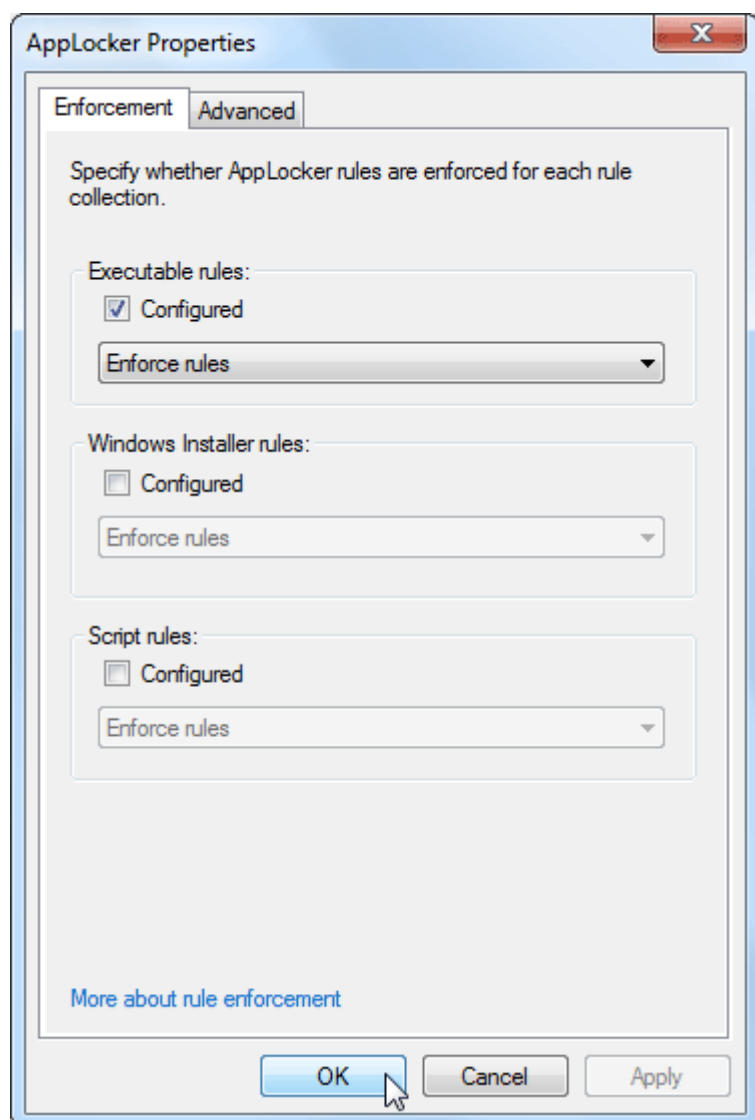 AppLocker Properties
Enforcement
Advanced
Specify whether AppLocker rules are enforced for each rule
collection.
Executable rules:
Configured
Enforce rules
Windows Installer rules:
Configured
Enforce rules
Script rules:
Configured
Enforce rules
More about rule enforcement
OK
Cancel
Apply